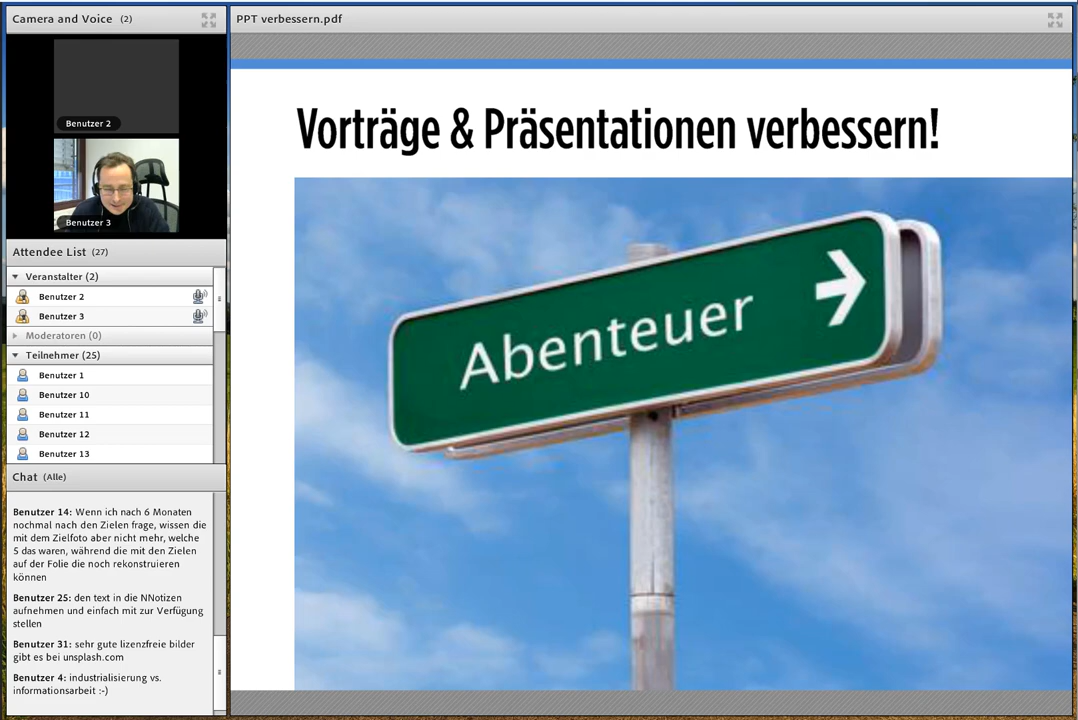 Camera and Voice (2)
Benutzer 2
Benutzer 3
Attendee List (27)
Veranstalter (2)
Benutzer 2
Benutzer 3
Moderatoren (0)
Teilnehmer (25)
Benutzer 1
Benutzer 10
Benutzer 11
Benutzer 12
Benutzer 13
Chat (Alle)
Benutzer 14: Wenn ich nach 6 Monaten
nochmal nach den Zielen frage, wissen die
mit dem Zielfoto aber nicht mehr, welche
5 das waren, während die mit den Zielen
auf der Folie die noch rekonstruieren
können
Benutzer 25: den text in die NNotizen
aufnehmen und einfach mit zur Verfügung
stellen
Benutzer 31: sehr gute lizenzfreie bilder
gibt es bei unsplash.com
Benutzer 4: industrialisierung vs.
informationsarbeit :-)
PPT verbessern.pdf
Vorträge & Präsentationen verbessern!
Abenteuer